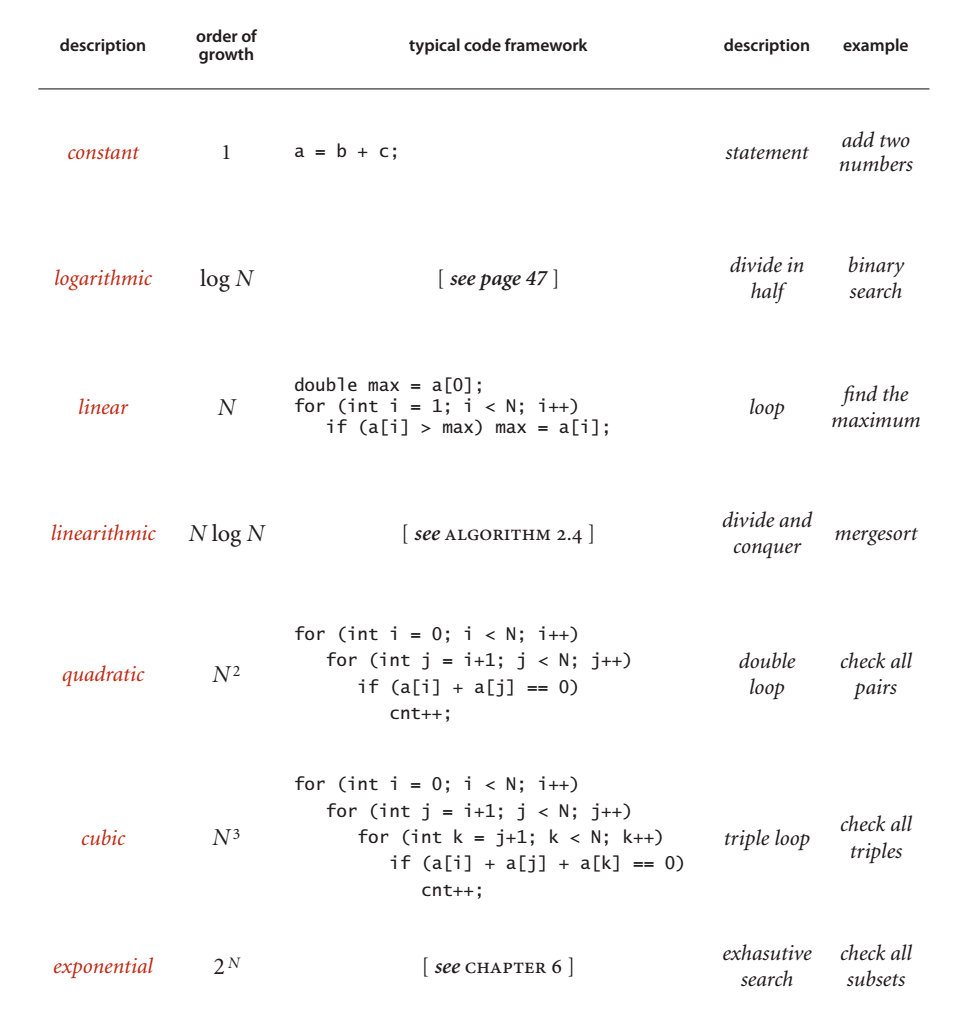 description order of growth typical code framework description example
constant 1 a = b + c; statement add two numbers
logarithmic log N [ see page 47 ] divide in half binary search
linear N
double max = a[0];
for (int i = 1; i < N; i++)
if (a[i] > max) max = a[i];
loop find the maximum
linearithmic N log N [ see ALGORITHM 2.4 ] divide and conquer mergesort
quadratic N²
for (int i = 0; i < N; i++)
for (int j = i+1; j < N; j++)
if (a[i] + a[j] == 0)
cnt++;
double loop check all pairs
cubic N³
for (int i = 0; i < N; i++)
for (int j = i+1; j < N; j++)
for (int k = j+1; k < N; k++)
if (a[i] + a[j] + a[k] == 0)
cnt++;
triple loop check all triples
exponential 2ᴺ [ see CHAPTER 6 ] exhasutive search check all subsets